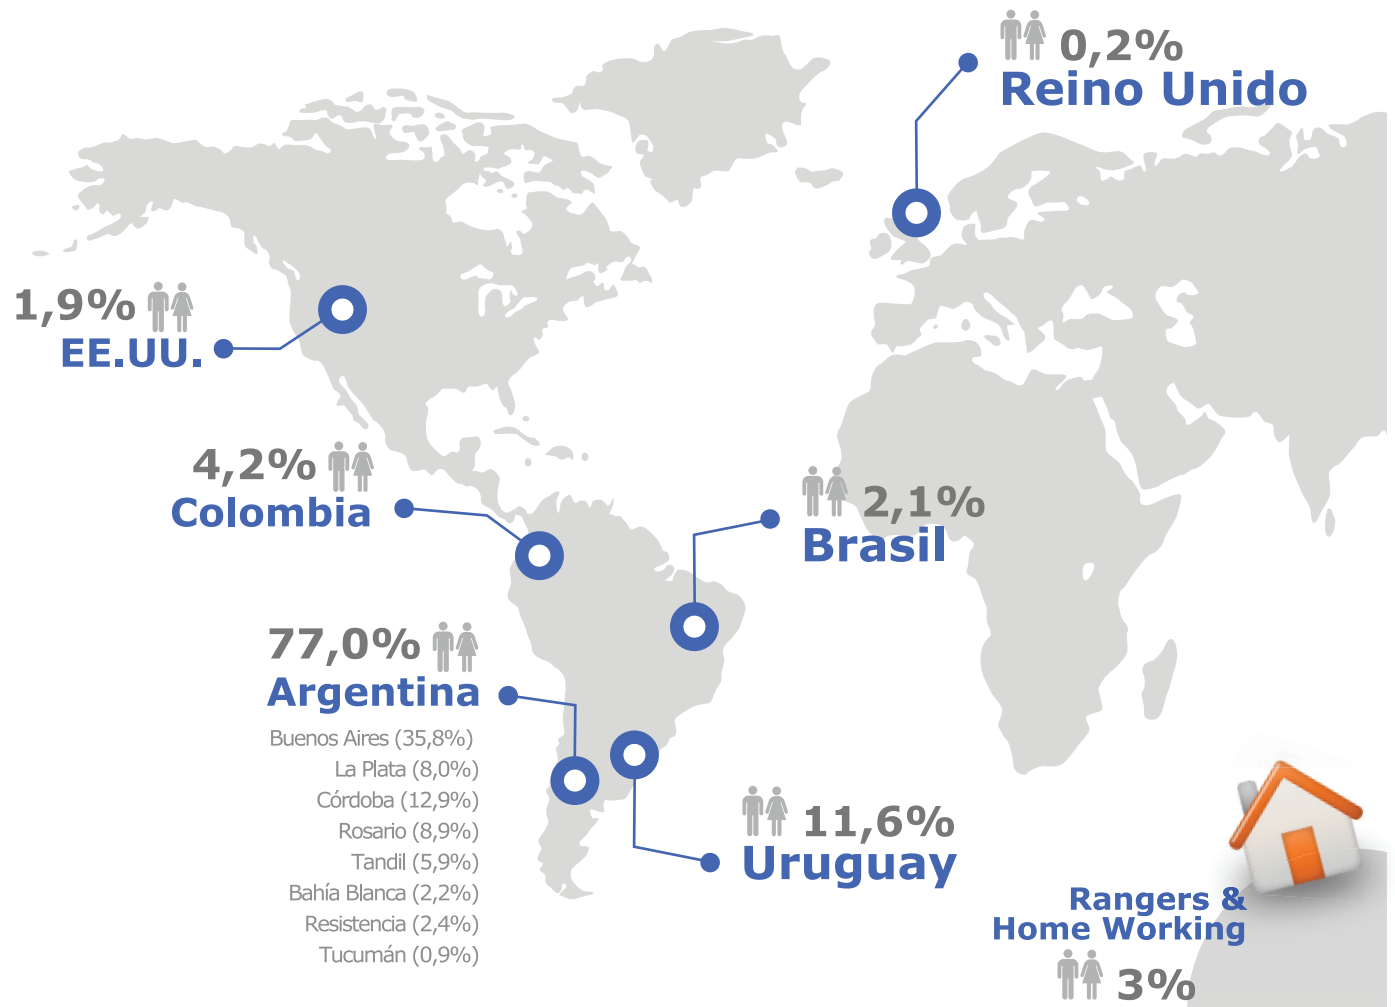 0,2%
Reino Unido
1,9%
EE.UU.
4,2%
Colombia
2,1%
Brasil
77,0%
Argentina
Buenos Aires (35,8%)
La Plata (8,0%)
Córdoba (12,9%)
Rosario (8,9%)
Tandil (5,9%)
Bahía Blanca (2,2%)
Resistencia (2,4%)
Tucumán (0,9%)
11,6%
Uruguay
Rangers &
Home Working
3%